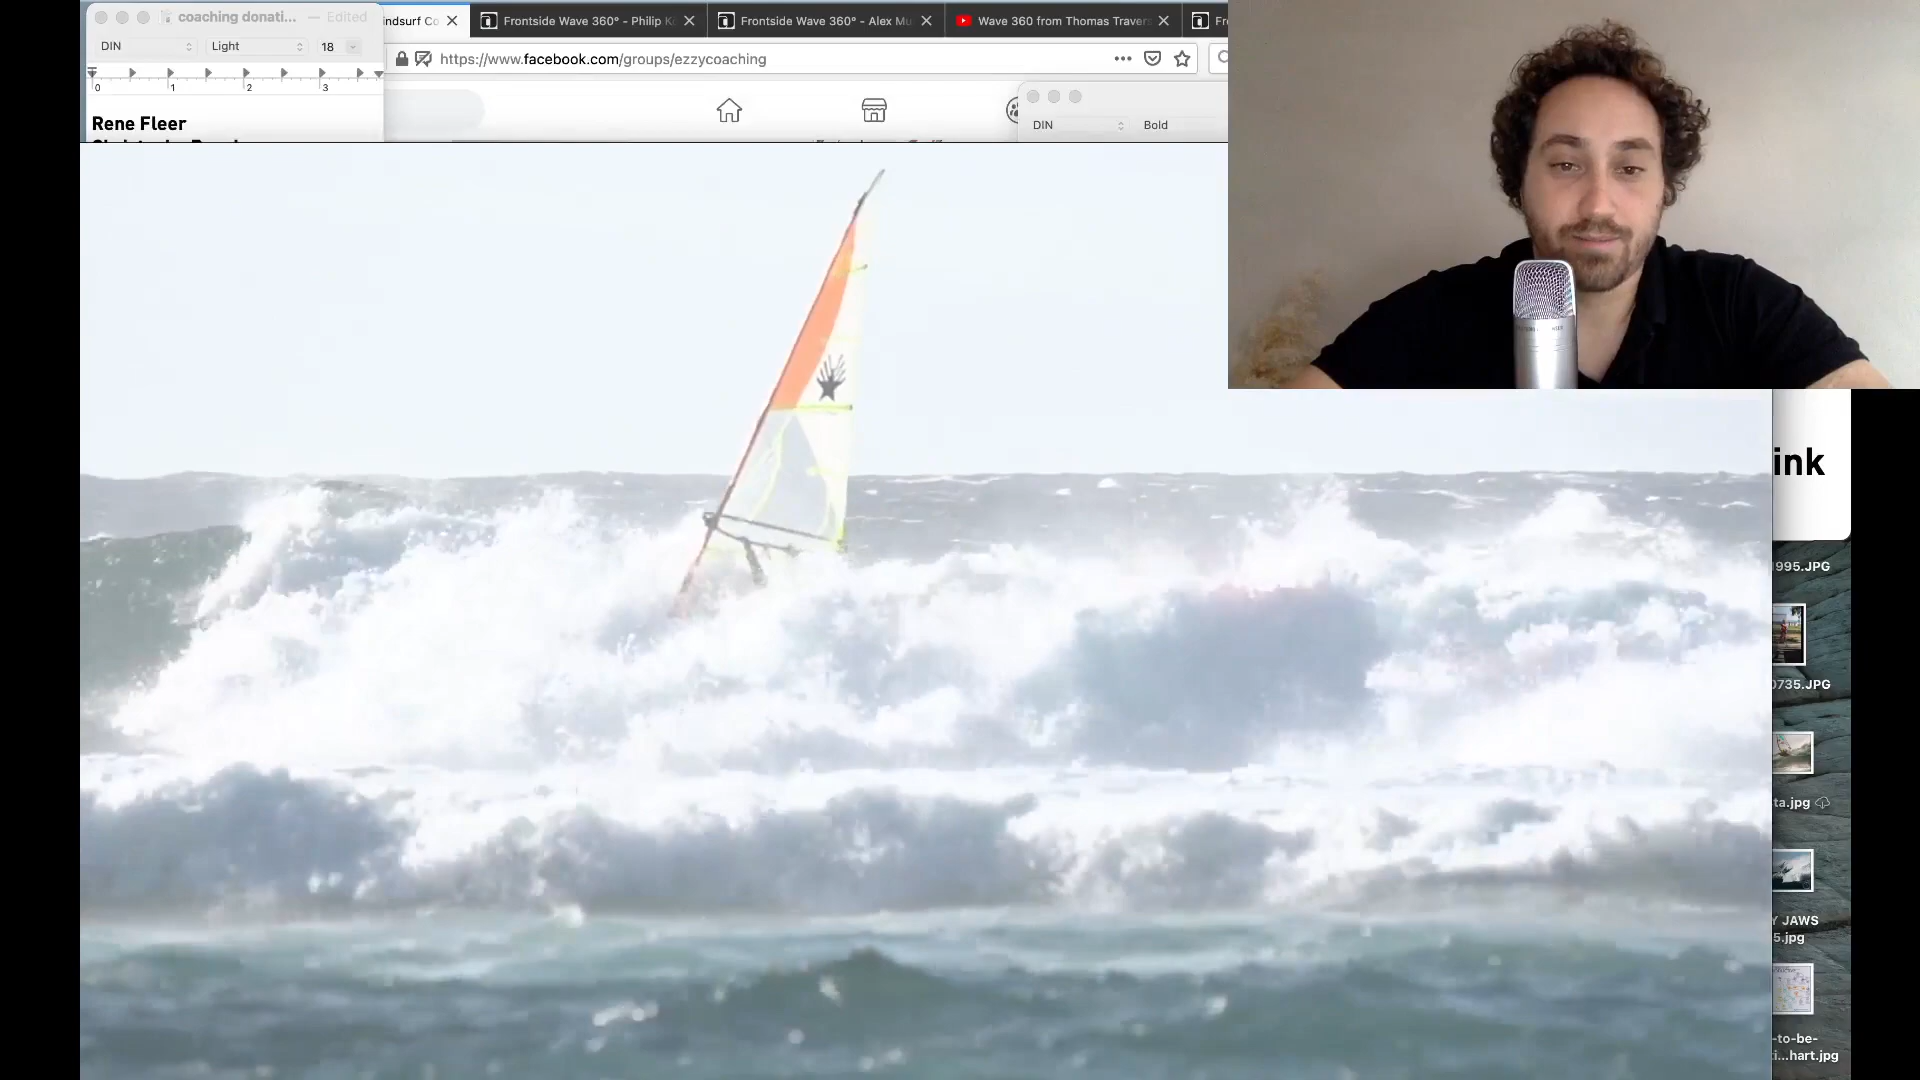 coaching donati... — Edited
indsurf Co
Frontside Wave 360° - Philip K
Frontside Wave 360° - Alex Mu
Wave 360 from Thomas Travers
DIN Light 18
https://www.facebook.com/groups/ezzycoaching
0 1 2 3
DIN Bold
Rene Fleer
ink
995.JPG
0735.JPG
ta.jpg
Y JAWS
5.jpg
-to-be-
...hart.jpg